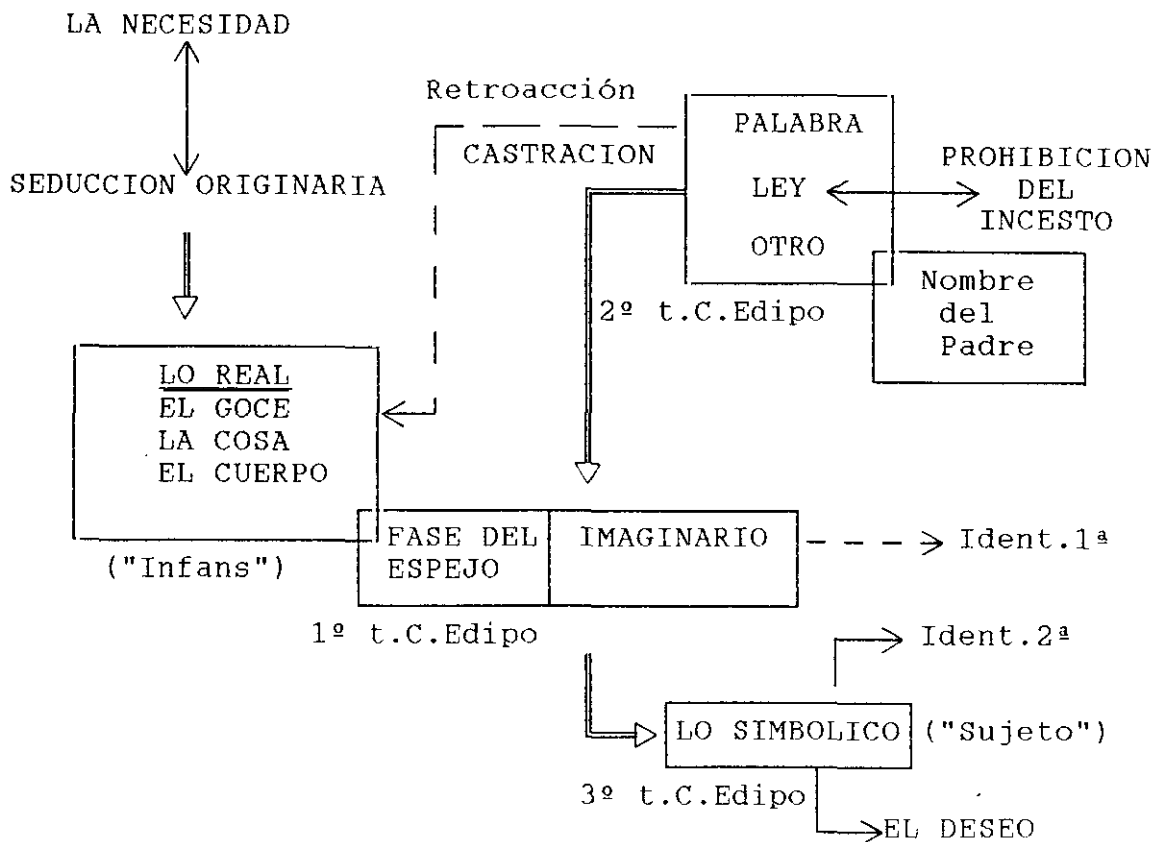 LA NECESIDAD
SEDUCCION ORIGINARIA
Retroacción
CASTRACION
PALABRA
LEY
OTRO
PROHIBICION
DEL
INCESTO
Nombre
del
Padre
2º t.C.Edipo
LO REAL
EL GOCE
LA COSA
EL CUERPO
("Infans")
FASE DEL
ESPEJO
IMAGINARIO
Ident.1ª
1º t.C.Edipo
Ident.2ª
LO SIMBOLICO
("Sujeto")
3º t.C.Edipo
EL DESEO